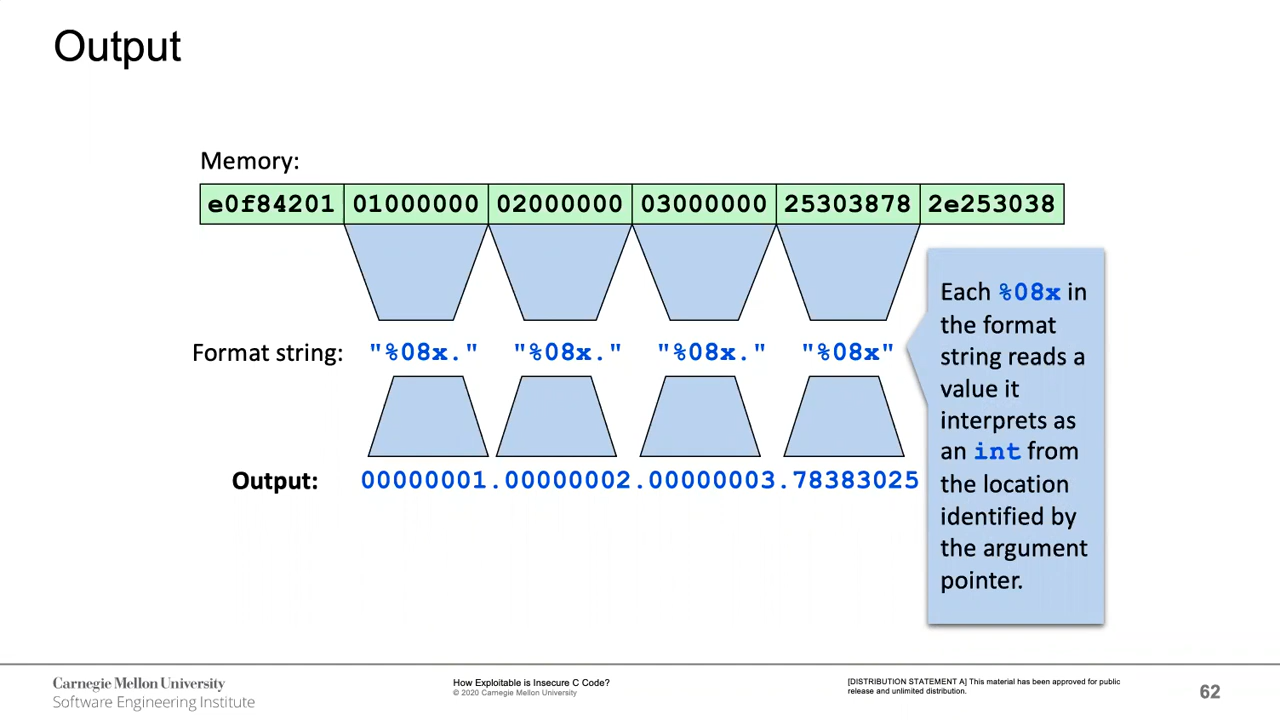 Output
Memory:
e0f84201 01000000 02000000 03000000 25303878 2e253038
Format string: "%08x." "%08x." "%08x." "%08x"
Output: 00000001.00000002.00000003.78383025
Each %08x in
the format
string reads a
value it
interprets as
an int from
the location
identified by
the argument
pointer.
Carnegie Mellon University
Software Engineering Institute
How Exploitable is Insecure C Code?
© 2020 Carnegie Mellon University
[DISTRIBUTION STATEMENT A] This material has been approved for public
release and unlimited distribution.
62